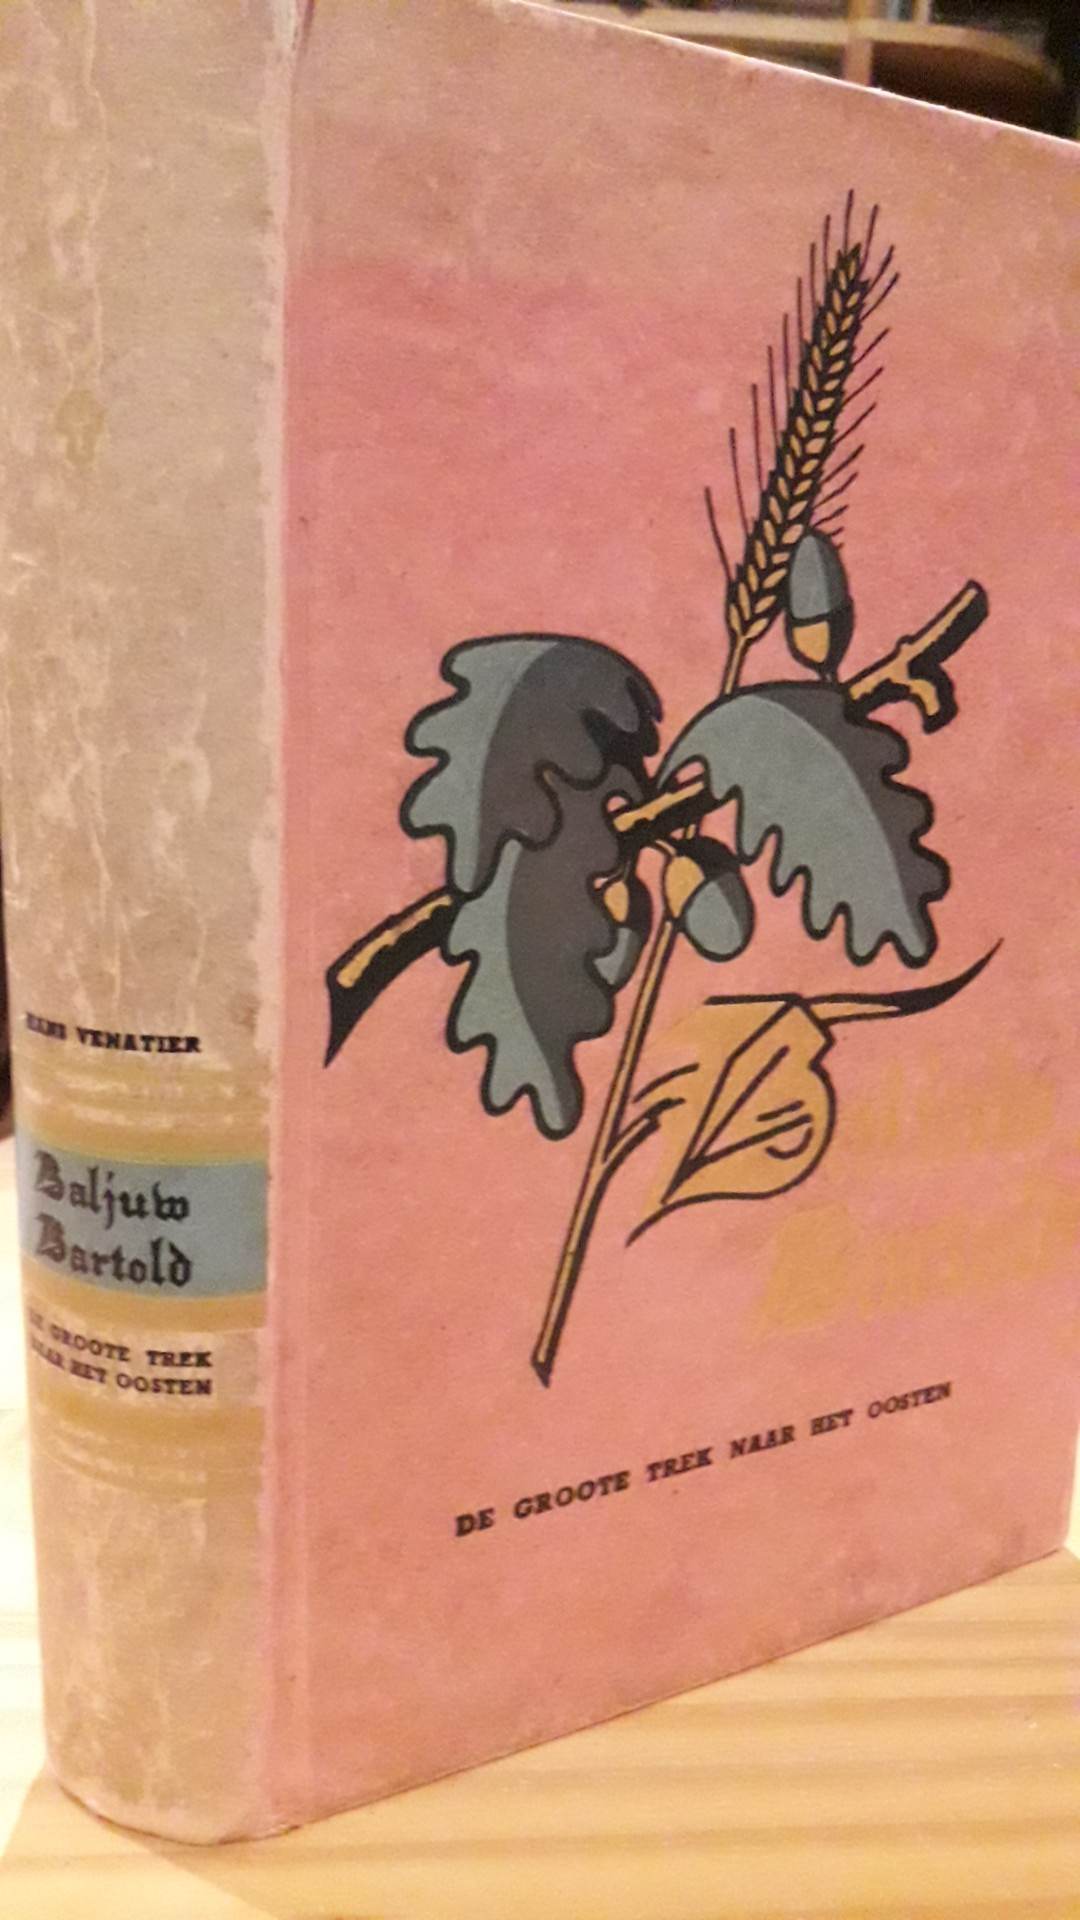 HANS VENATIER
Baljuw
Bartold
DE GROOTE TREK
NAAR HET OOSTEN
DE GROOTE TREK NAAR HET OOSTEN